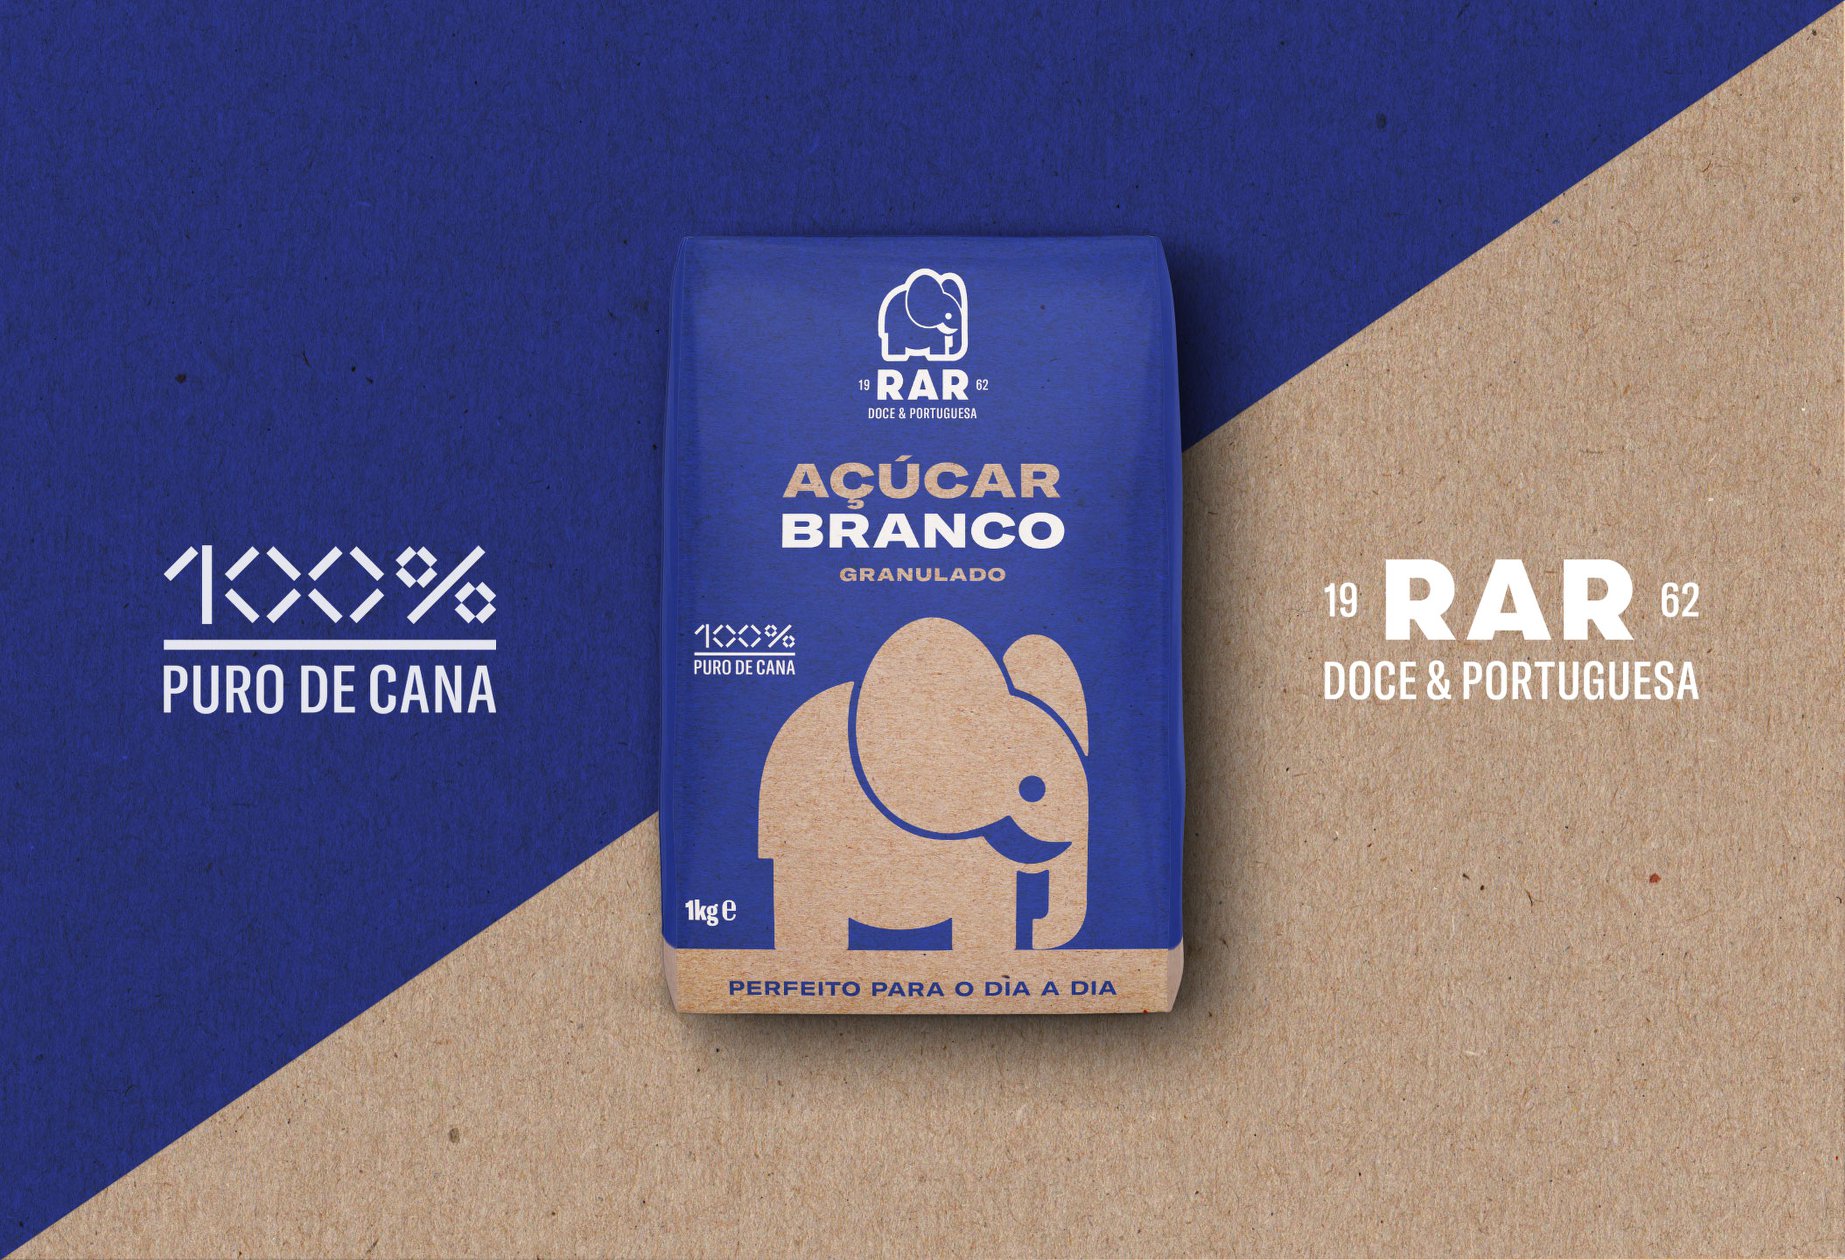 100%
PURO DE CANA
19 RAR 62
DOCE & PORTUGUESA
AÇÚCAR
BRANCO
GRANULADO
100%
PURO DE CANA
1kg e
PERFEITO PARA O DIA A DIA
19 RAR 62
DOCE & PORTUGUESA